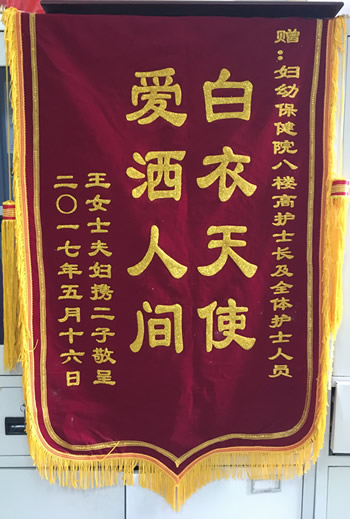 赠：妇幼保健院八楼高护士长及全体护士人员
白衣天使
爱洒人间
王女士夫妇携二子敬呈
二〇一七年五月十六日